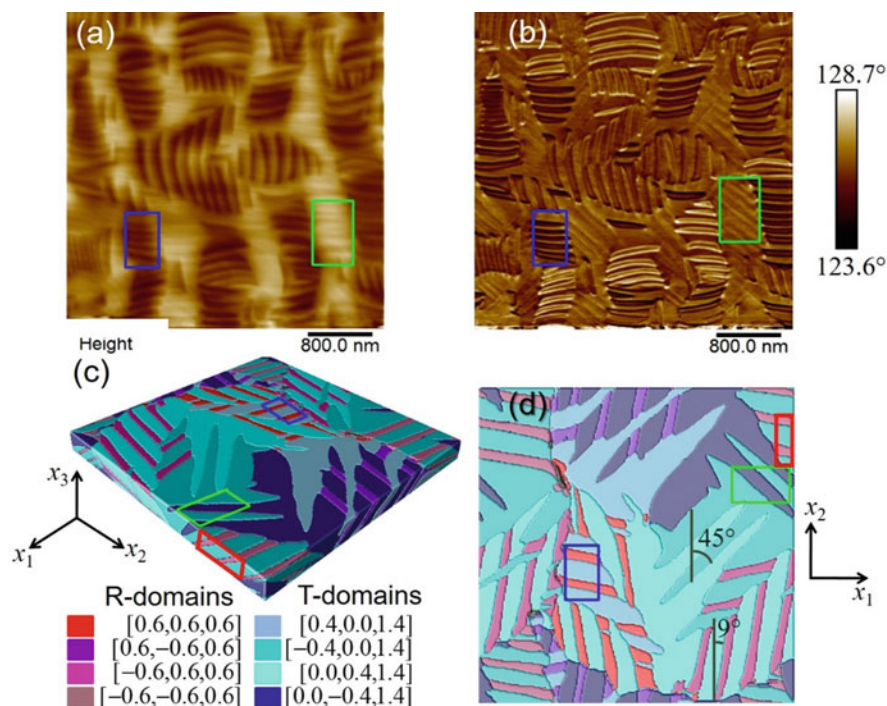 (a)
(b)
128.7°
123.6°
Height
800.0 nm
800.0 nm
(c)
(d)
x3
x1
x2
45°
9°
x2
x1
R-domains T-domains
[0.6,0.6,0.6] [0.4,0.0,1.4]
[0.6,−0.6,0.6] [−0.4,0.0,1.4]
[−0.6,0.6,0.6] [0.0,0.4,1.4]
[−0.6,−0.6,0.6] [0.0,−0.4,1.4]